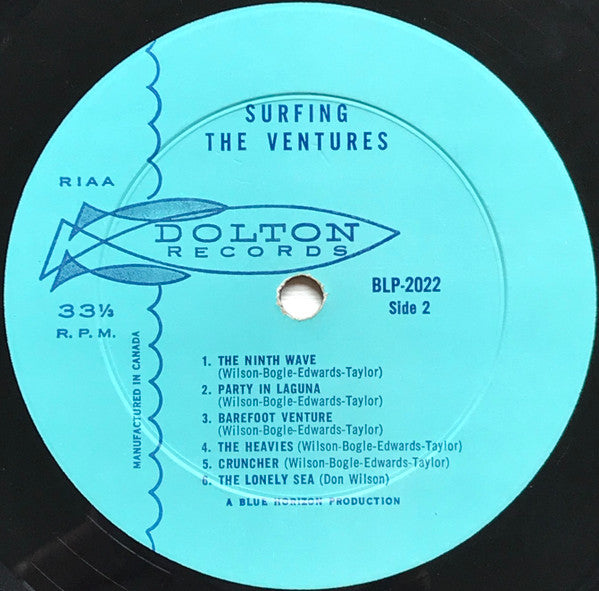 SURFING
THE VENTURES
RIAA
DOLTON
RECORDS
33⅓
R. P. M.
BLP-2022
Side 2
MANUFACTURED IN CANADA
1. THE NINTH WAVE
(Wilson-Bogle-Edwards-Taylor)
2. PARTY IN LAGUNA
(Wilson-Bogle-Edwards-Taylor)
3. BAREFOOT VENTURE
(Wilson-Bogle-Edwards-Taylor)
4. THE HEAVIES (Wilson-Bogle-Edwards-Taylor)
5. CRUNCHER (Wilson-Bogle-Edwards-Taylor)
6. THE LONELY SEA (Don Wilson)
A BLUE HORIZON PRODUCTION